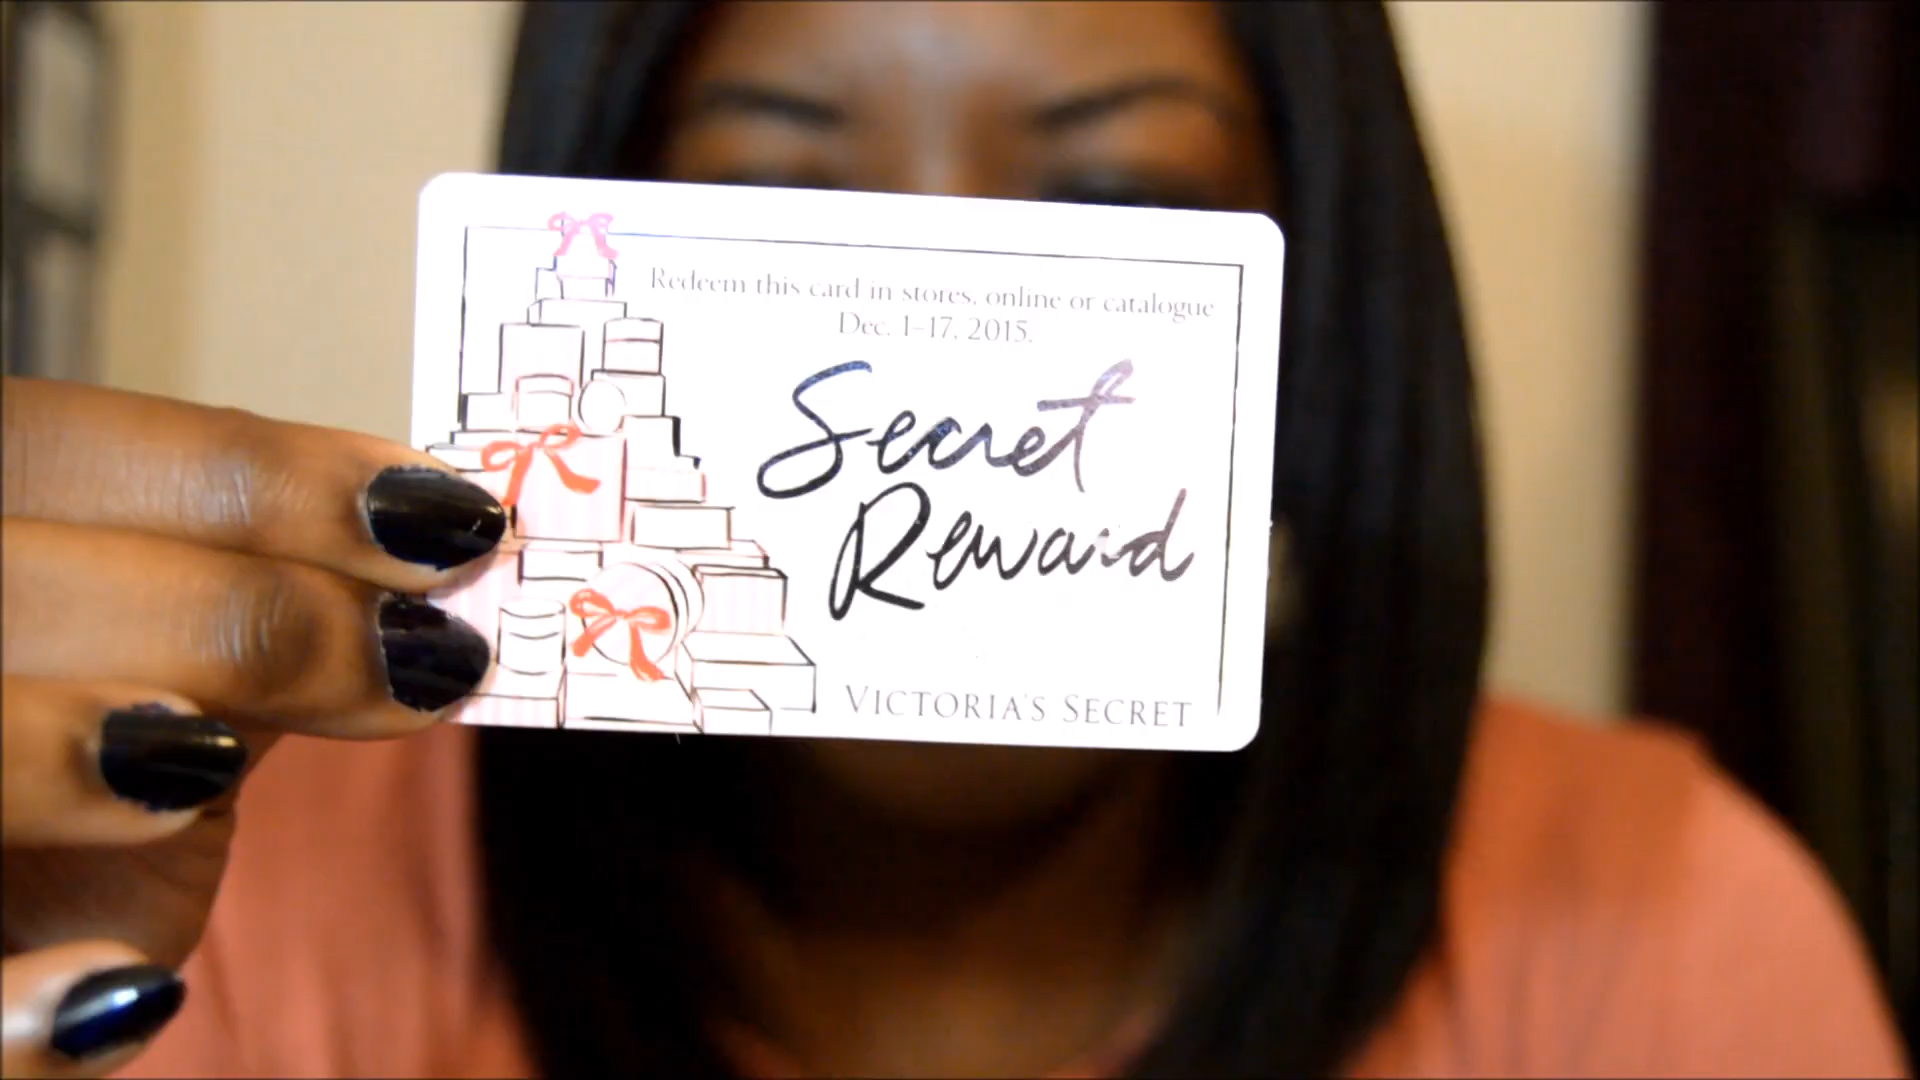 Redeem this card in stores, online or catalogue
Dec. 1–17, 2015.
Secret
Reward
VICTORIA'S SECRET